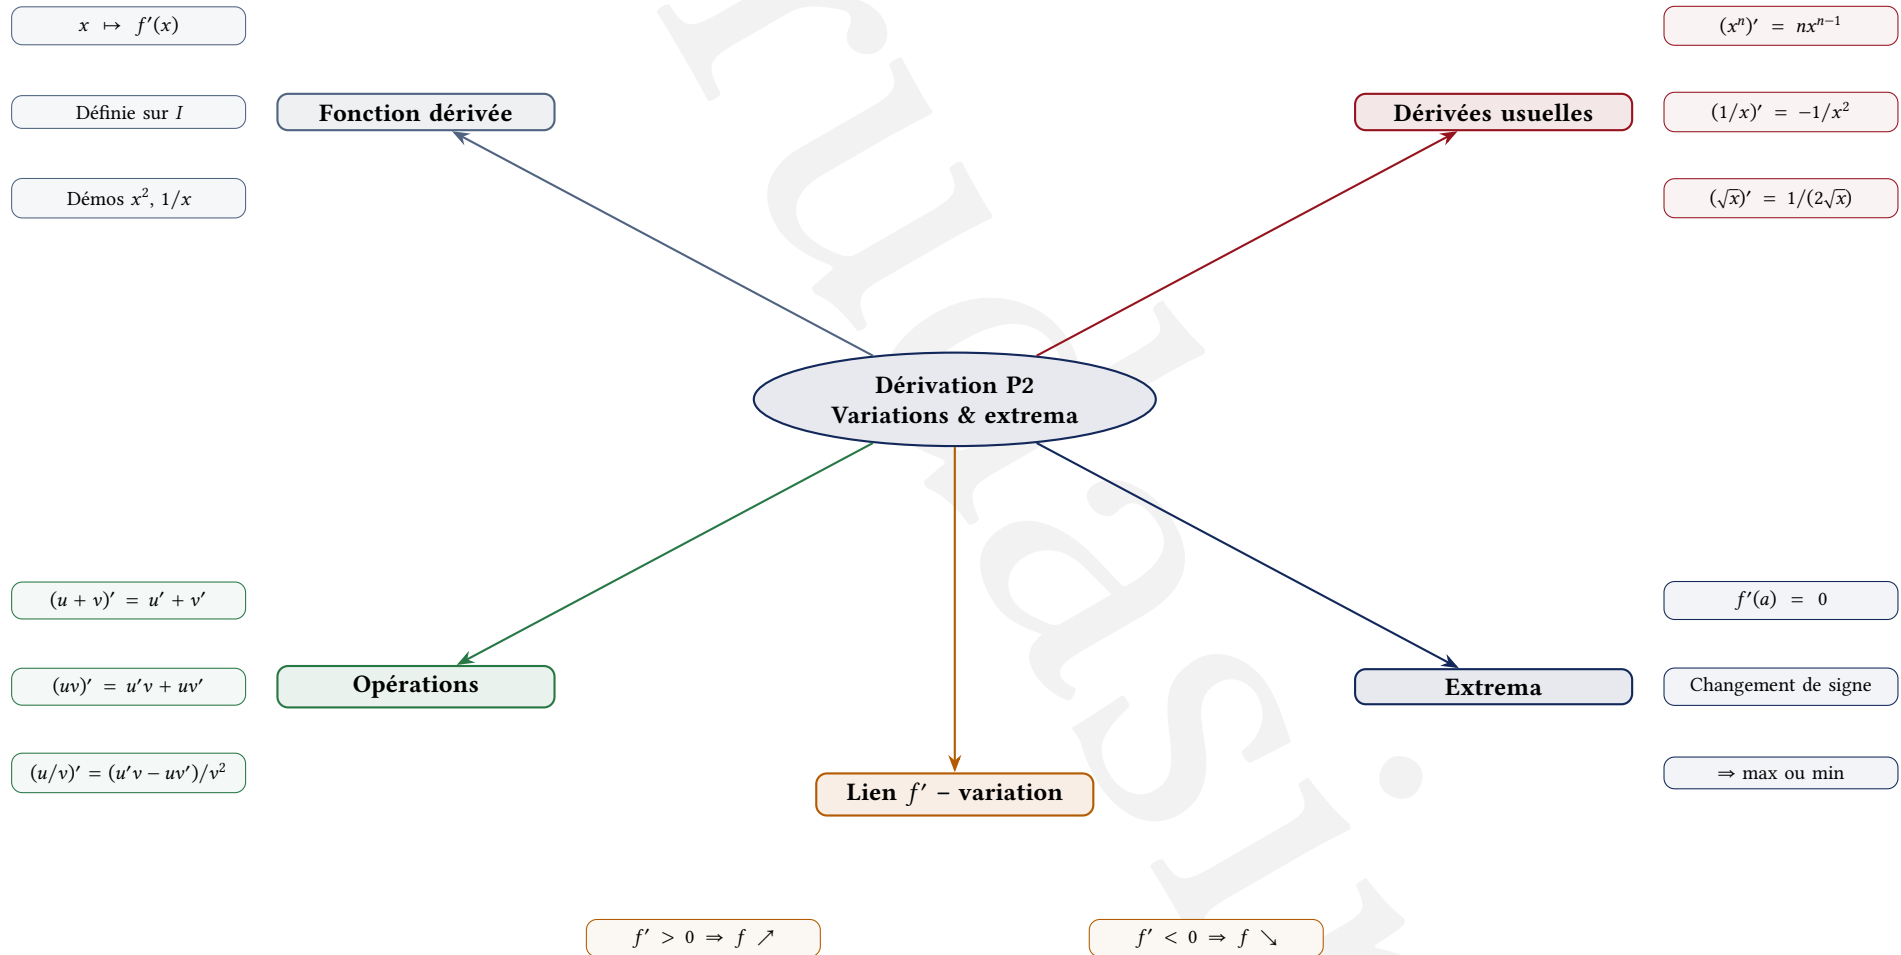 x ↦ f′(x)
Définie sur I
Démos x², 1/x
Fonction dérivée
(xⁿ)′ = nxⁿ⁻¹
(1/x)′ = −1/x²
(√x)′ = 1/(2√x)
Dérivées usuelles
Dérivation P2
Variations & extrema
(u + v)′ = u′ + v′
(uv)′ = u′v + uv′
(u/v)′ = (u′v − uv′)/v²
Opérations
Lien f′ – variation
f′ > 0 ⇒ f ↗
f′ < 0 ⇒ f ↘
Extrema
f′(a) = 0
Changement de signe
⇒ max ou min